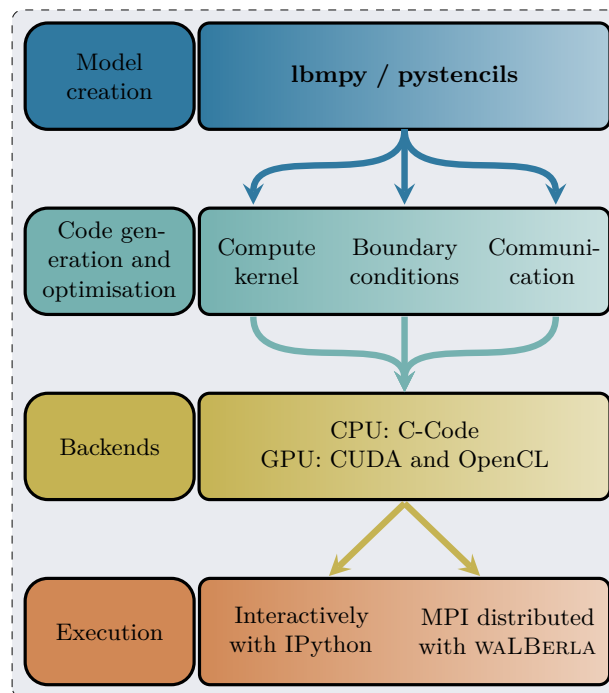 Model
creation
lbmpy / pystencils
Code gen-
eration and
optimisation
Compute
kernel
Boundary
conditions
Communi-
cation
Backends
CPU: C-Code
GPU: CUDA and OpenCL
Execution
Interactively
with IPython
MPI distributed
with WALBERLA